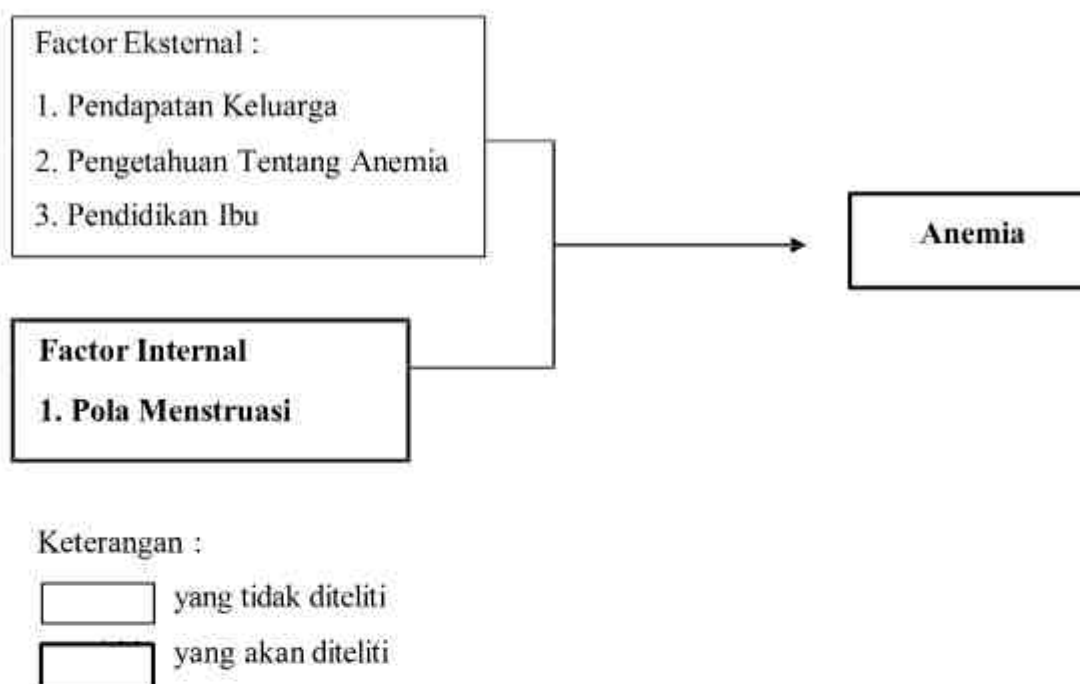 Factor Eksternal :
1. Pendapatan Keluarga
2. Pengetahuan Tentang Anemia
3. Pendidikan Ibu
Anemia
Factor Internal
1. Pola Menstruasi
Keterangan :
yang tidak diteliti
yang akan diteliti